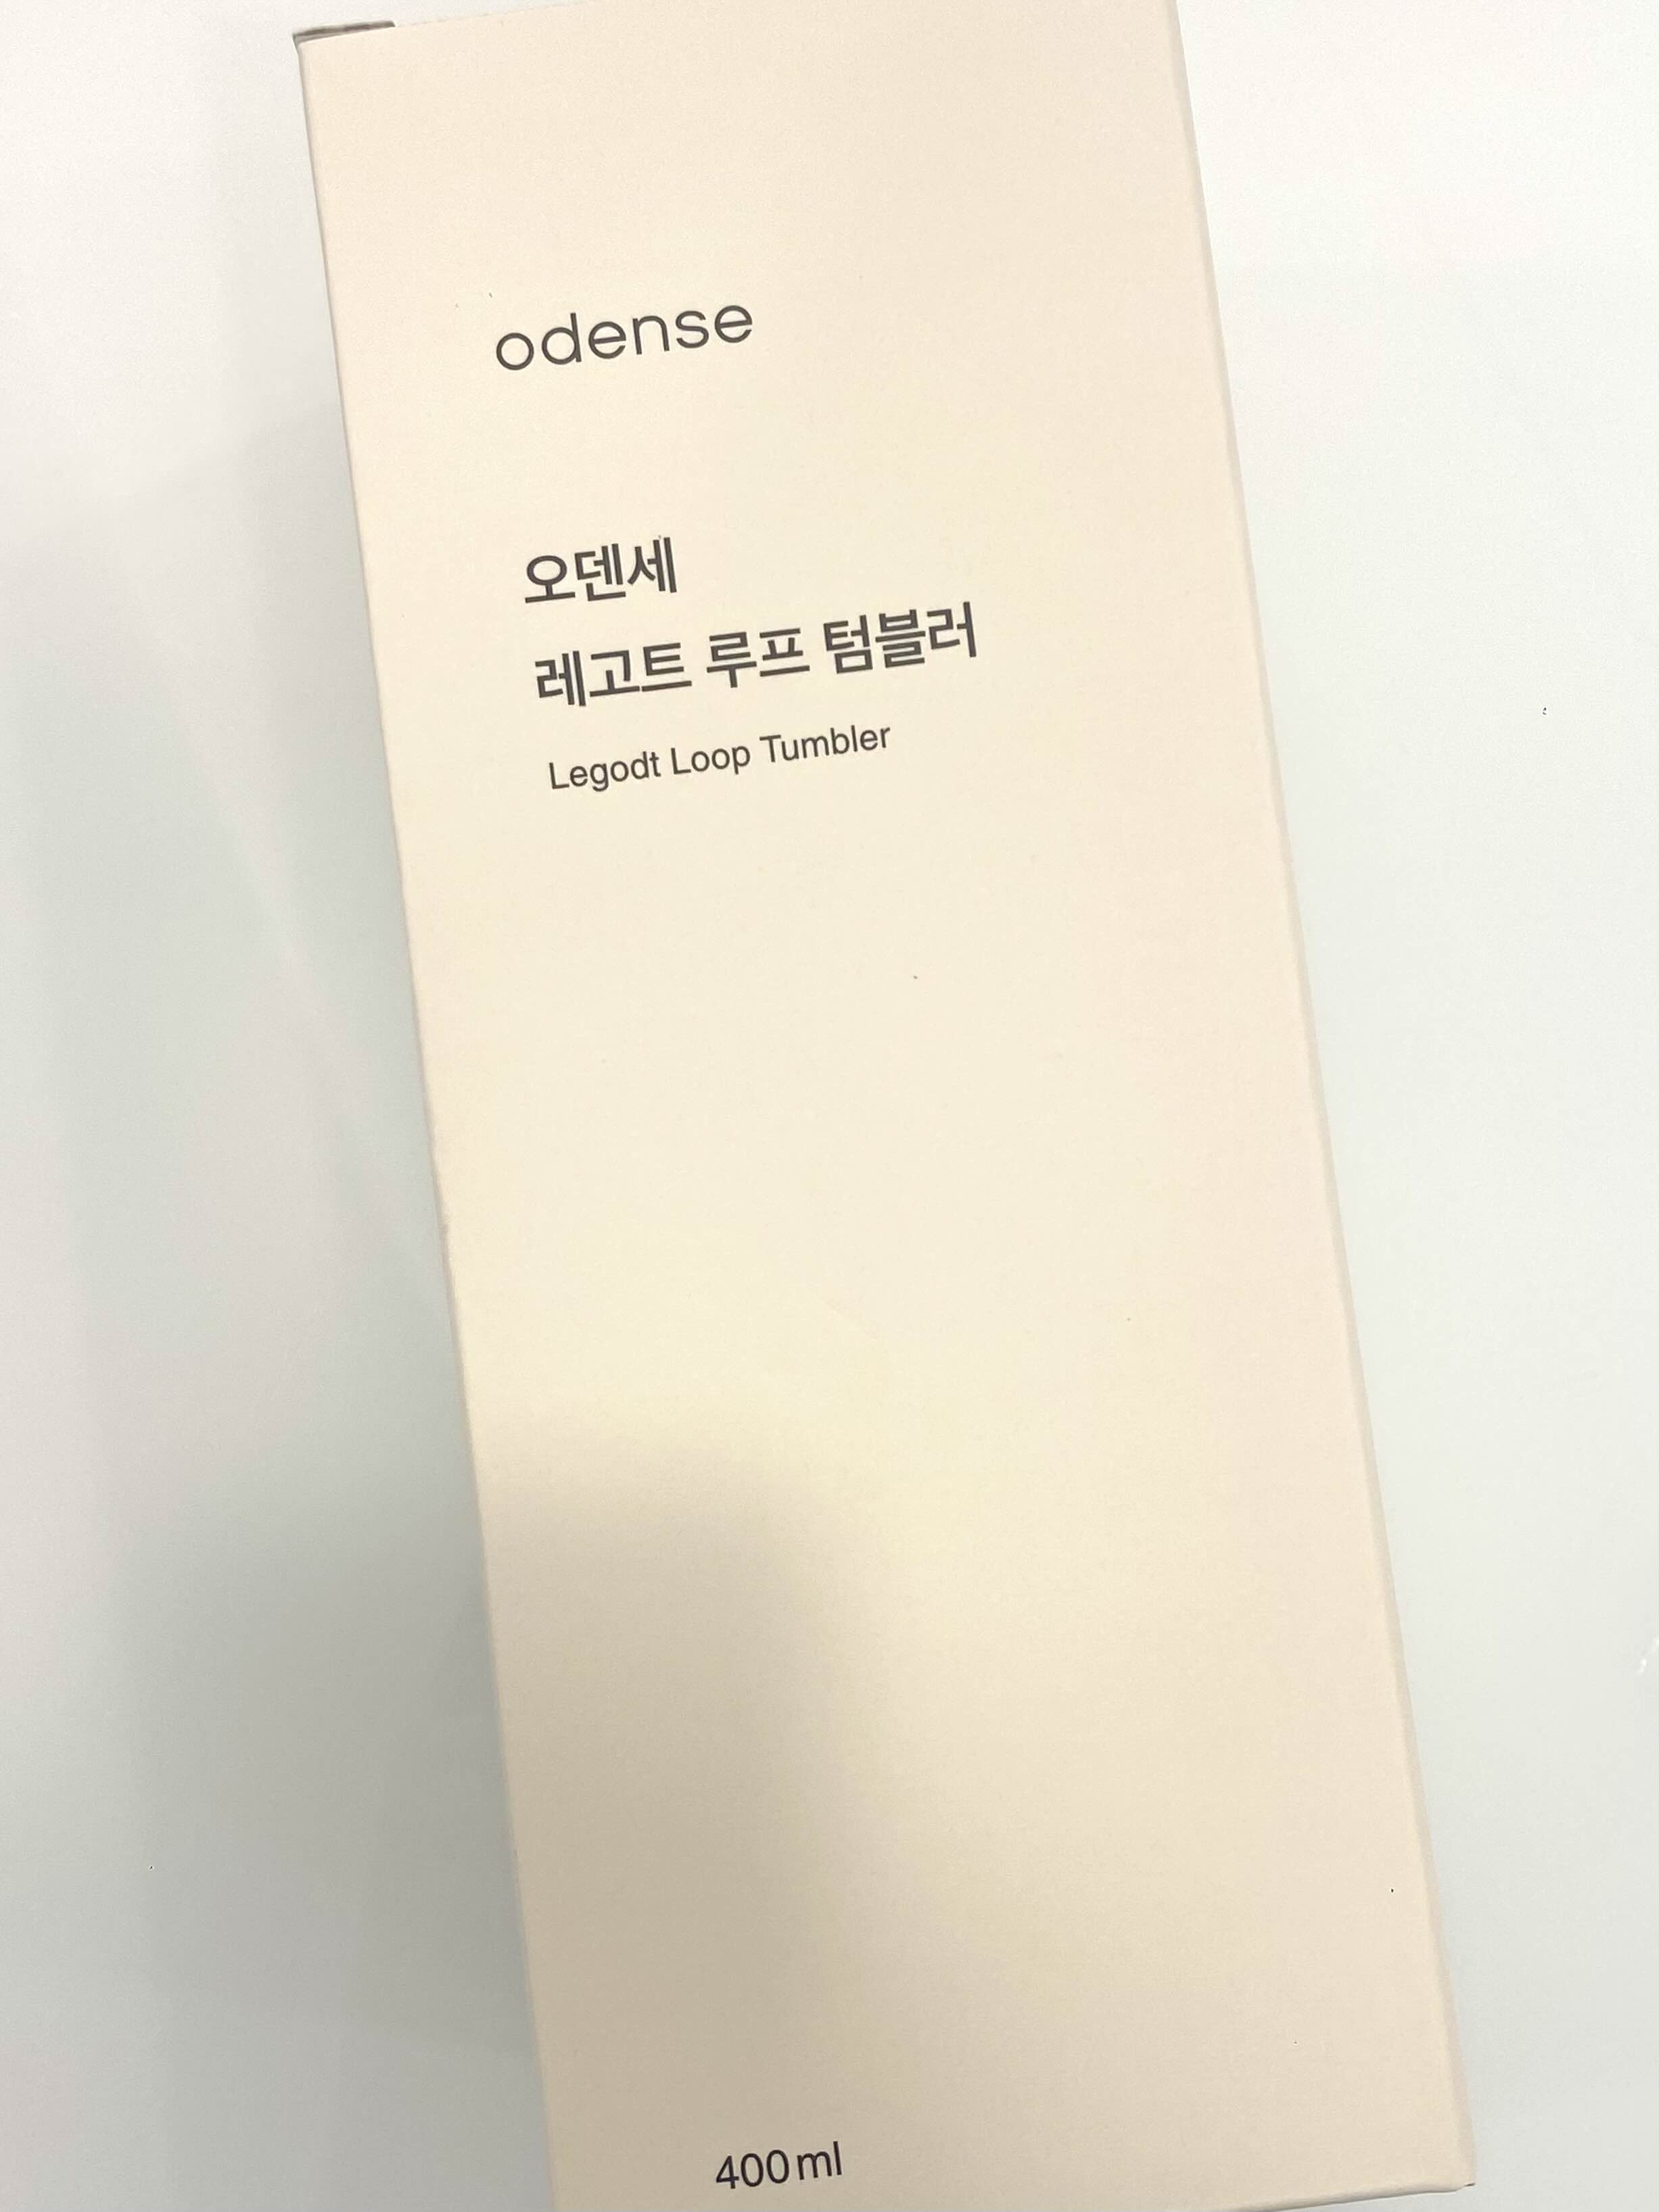 odense
오덴세
레고트 루프 텀블러
Legodt Loop Tumbler
400ml